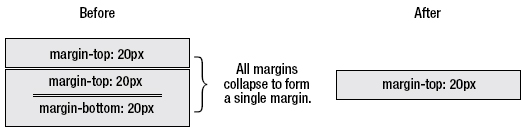 Before
After
margin-top: 20px
margin-top: 20px
margin-bottom: 20px
All margins
collapse to form
a single margin.
margin-top: 20px